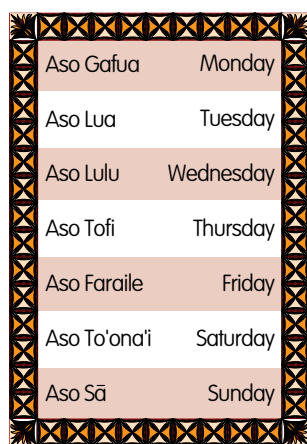 Aso Gafua Monday
Aso Lua Tuesday
Aso Lulu Wednesday
Aso Tofi Thursday
Aso Faraile Friday
Aso To'ona'i Saturday
Aso Sā Sunday